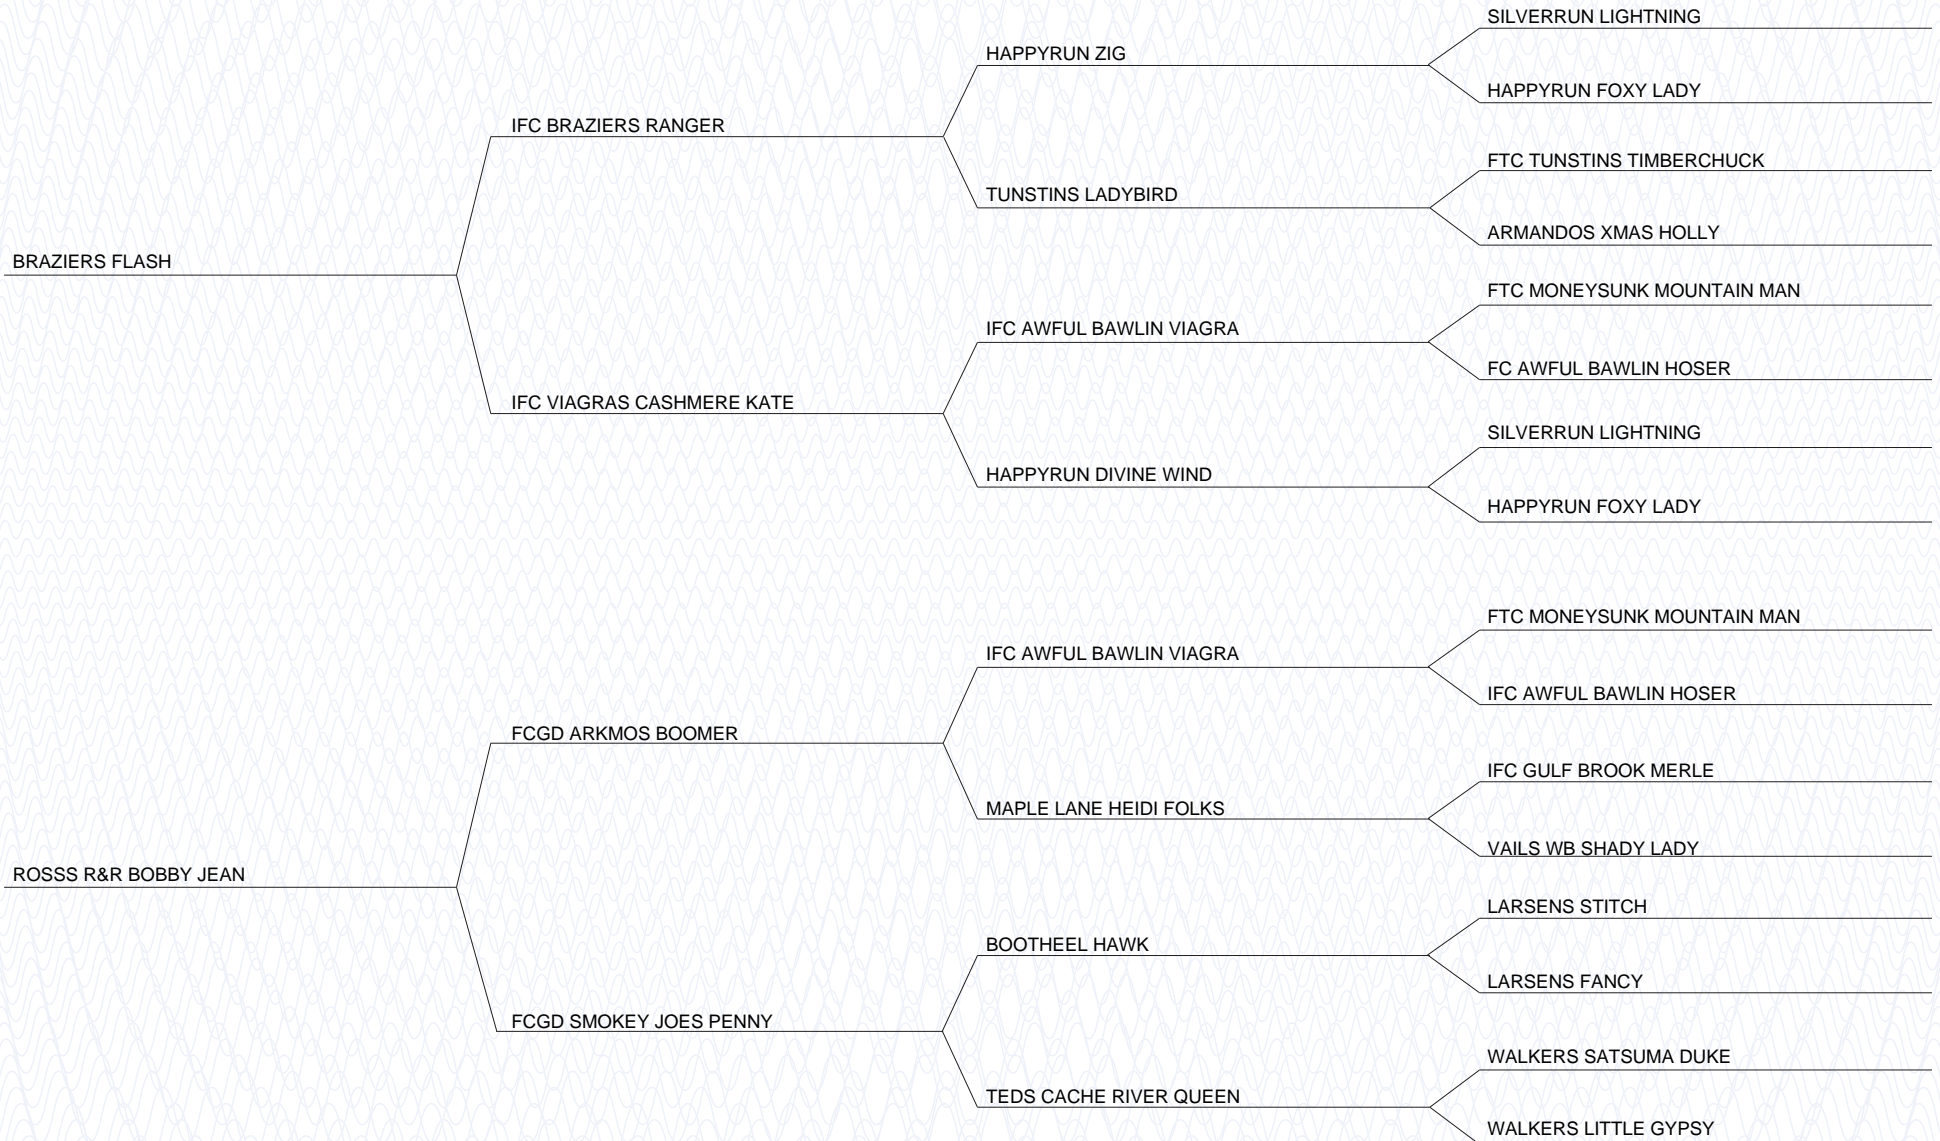 SILVERRUN LIGHTNING
HAPPYRUN ZIG
HAPPYRUN FOXY LADY
IFC BRAZIERS RANGER
FTC TUNSTINS TIMBERCHUCK
TUNSTINS LADYBIRD
ARMANDOS XMAS HOLLY
BRAZIERS FLASH
FTC MONEYSUNK MOUNTAIN MAN
IFC AWFUL BAWLIN VIAGRA
FC AWFUL BAWLIN HOSER
IFC VIAGRAS CASHMERE KATE
SILVERRUN LIGHTNING
HAPPYRUN DIVINE WIND
HAPPYRUN FOXY LADY
FTC MONEYSUNK MOUNTAIN MAN
IFC AWFUL BAWLIN VIAGRA
IFC AWFUL BAWLIN HOSER
FCGD ARKMOS BOOMER
IFC GULF BROOK MERLE
MAPLE LANE HEIDI FOLKS
VAILS WB SHADY LADY
ROSSS R&R BOBBY JEAN
LARSENS STITCH
BOOTHEEL HAWK
LARSENS FANCY
FCGD SMOKEY JOES PENNY
WALKERS SATSUMA DUKE
TEDS CACHE RIVER QUEEN
WALKERS LITTLE GYPSY